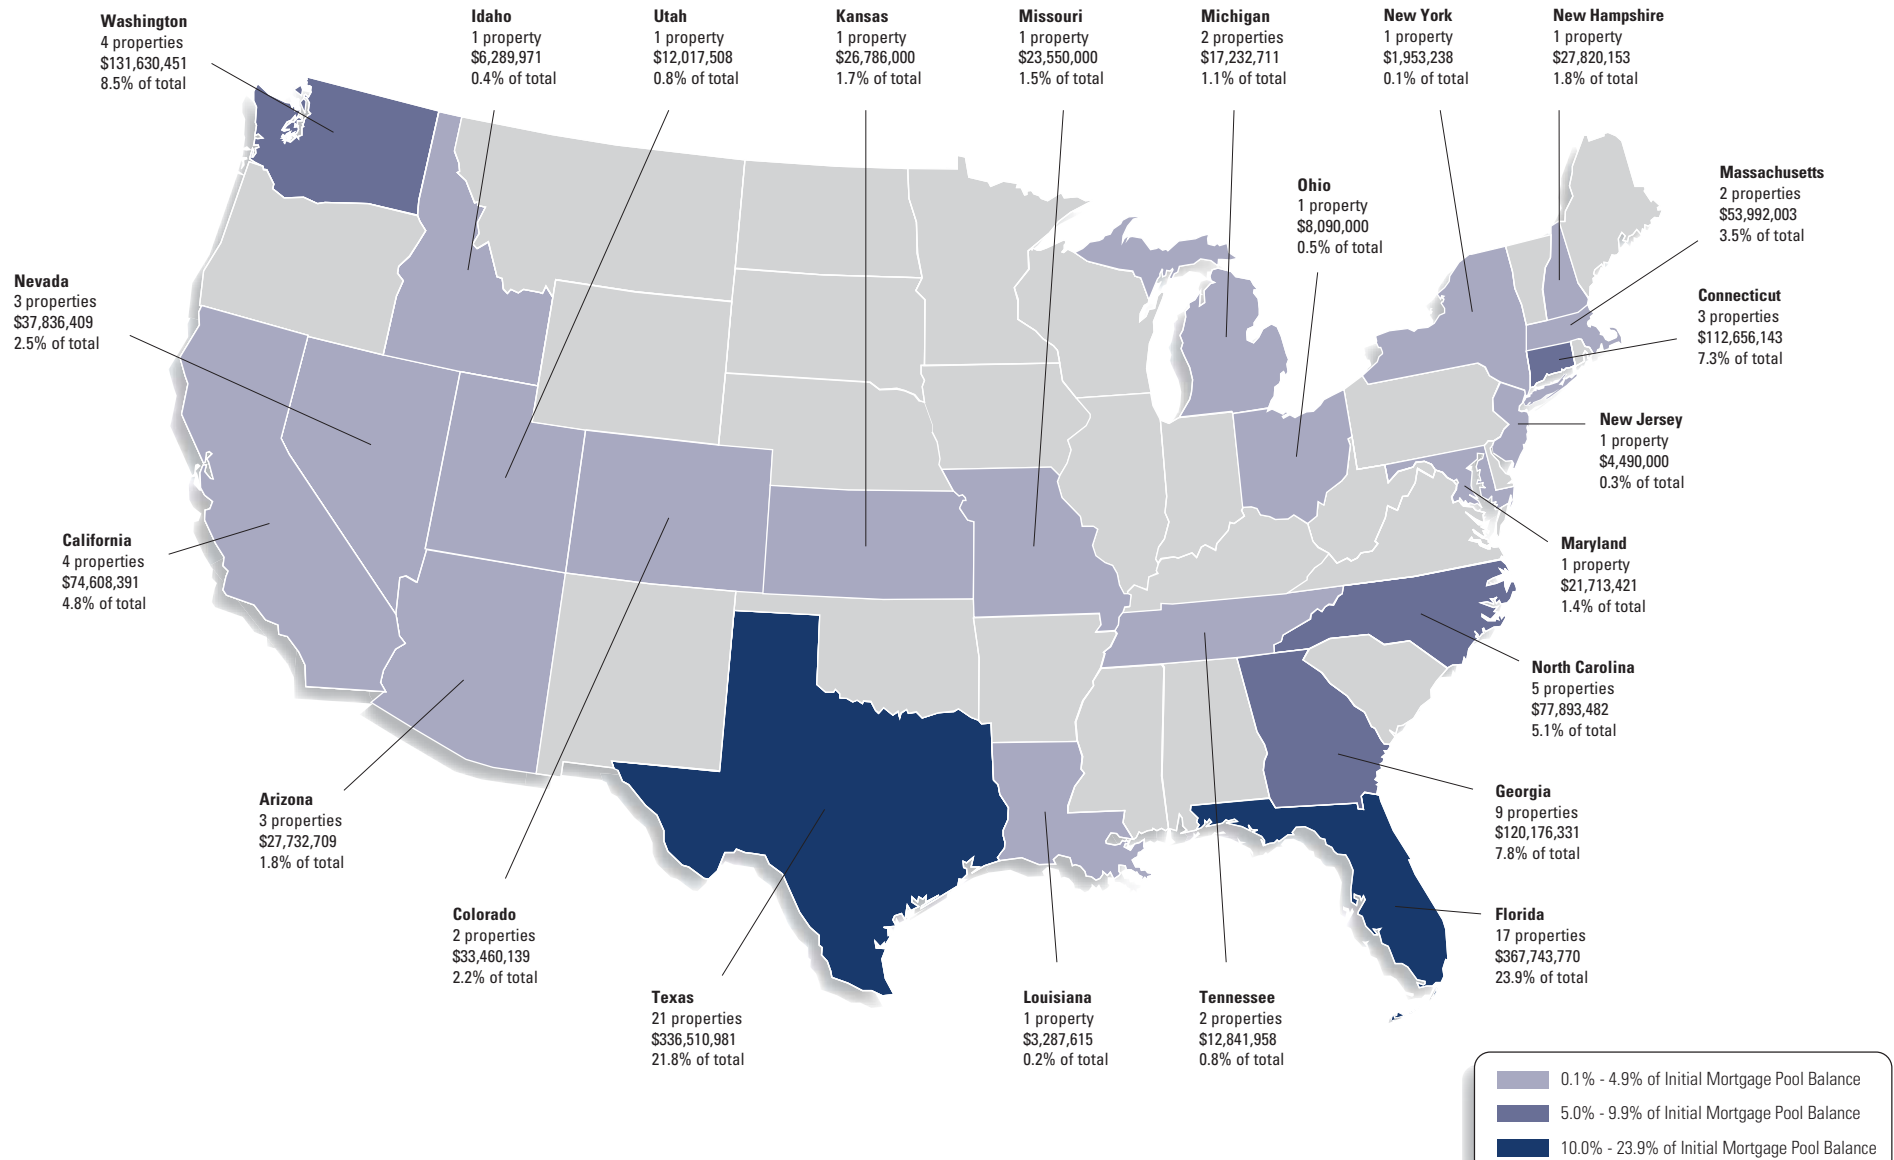 Washington
4 properties
$131,630,451
8.5% of total
Idaho
1 property
$6,289,971
0.4% of total
Utah
1 property
$12,017,508
0.8% of total
Kansas
1 property
$26,786,000
1.7% of total
Missouri
1 property
$23,550,000
1.5% of total
Michigan
2 properties
$17,232,711
1.1% of total
New York
1 property
$1,953,238
0.1% of total
New Hampshire
1 property
$27,820,153
1.8% of total
Massachusetts
2 properties
$53,992,003
3.5% of total
Ohio
1 property
$8,090,000
0.5% of total
Nevada
3 properties
$37,836,409
2.5% of total
Connecticut
3 properties
$112,656,143
7.3% of total
New Jersey
1 property
$4,490,000
0.3% of total
California
4 properties
$74,608,391
4.8% of total
Maryland
1 property
$21,713,421
1.4% of total
North Carolina
5 properties
$77,893,482
5.1% of total
Arizona
3 properties
$27,732,709
1.8% of total
Georgia
9 properties
$120,176,331
7.8% of total
Colorado
2 properties
$33,460,139
2.2% of total
Florida
17 properties
$367,743,770
23.9% of total
Texas
21 properties
$336,510,981
21.8% of total
Louisiana
1 property
$3,287,615
0.2% of total
Tennessee
2 properties
$12,841,958
0.8% of total
0.1% - 4.9% of Initial Mortgage Pool Balance
5.0% - 9.9% of Initial Mortgage Pool Balance
10.0% - 23.9% of Initial Mortgage Pool Balance